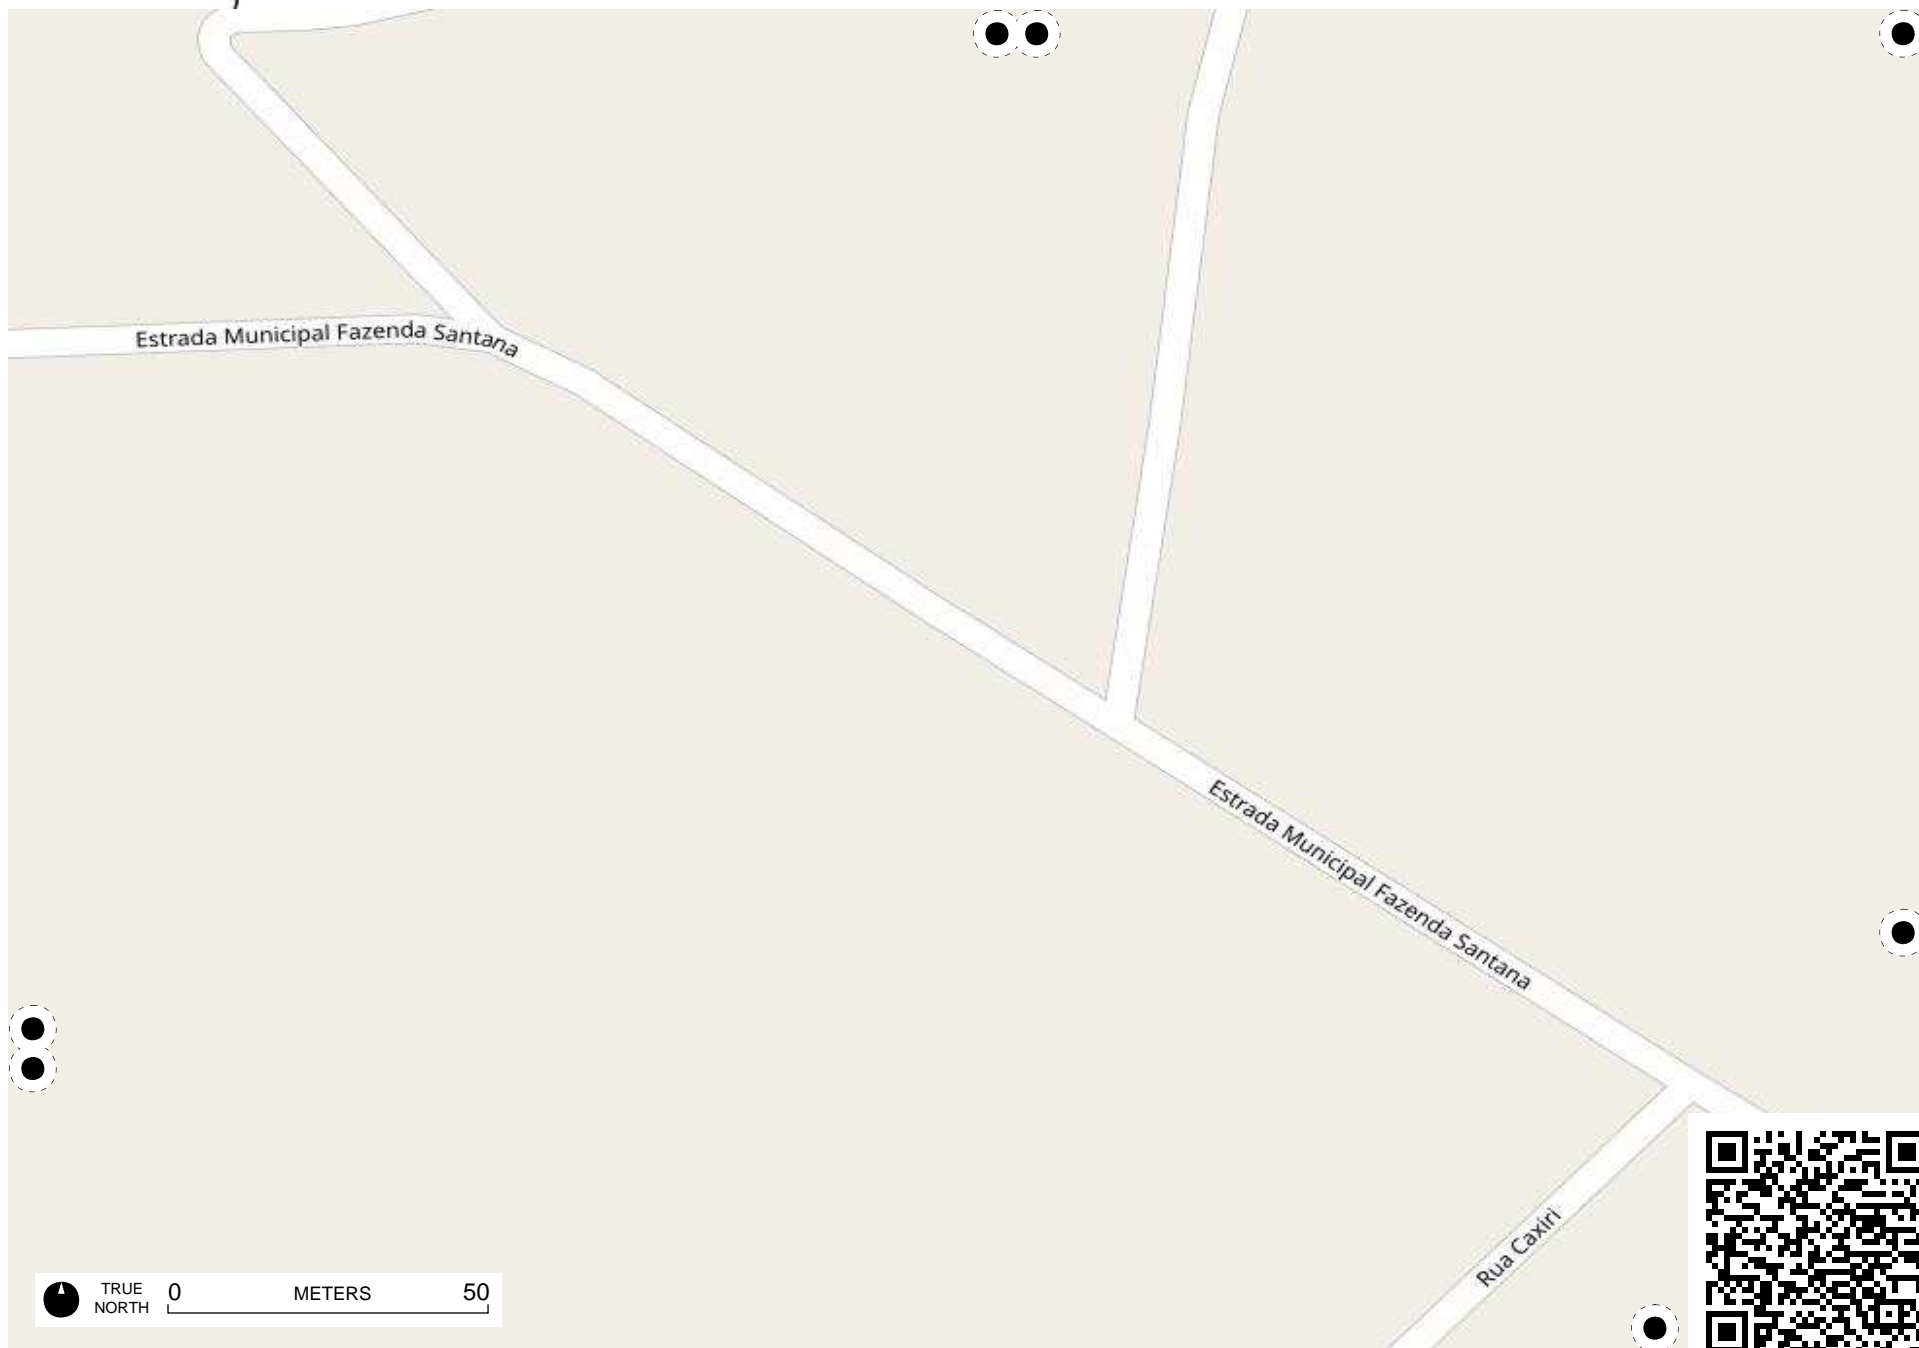 Estrada Municipal Fazenda Santana
Estrada Municipal Fazenda Santana
Rua Caxiri
TRUE
NORTH
0 METERS 50